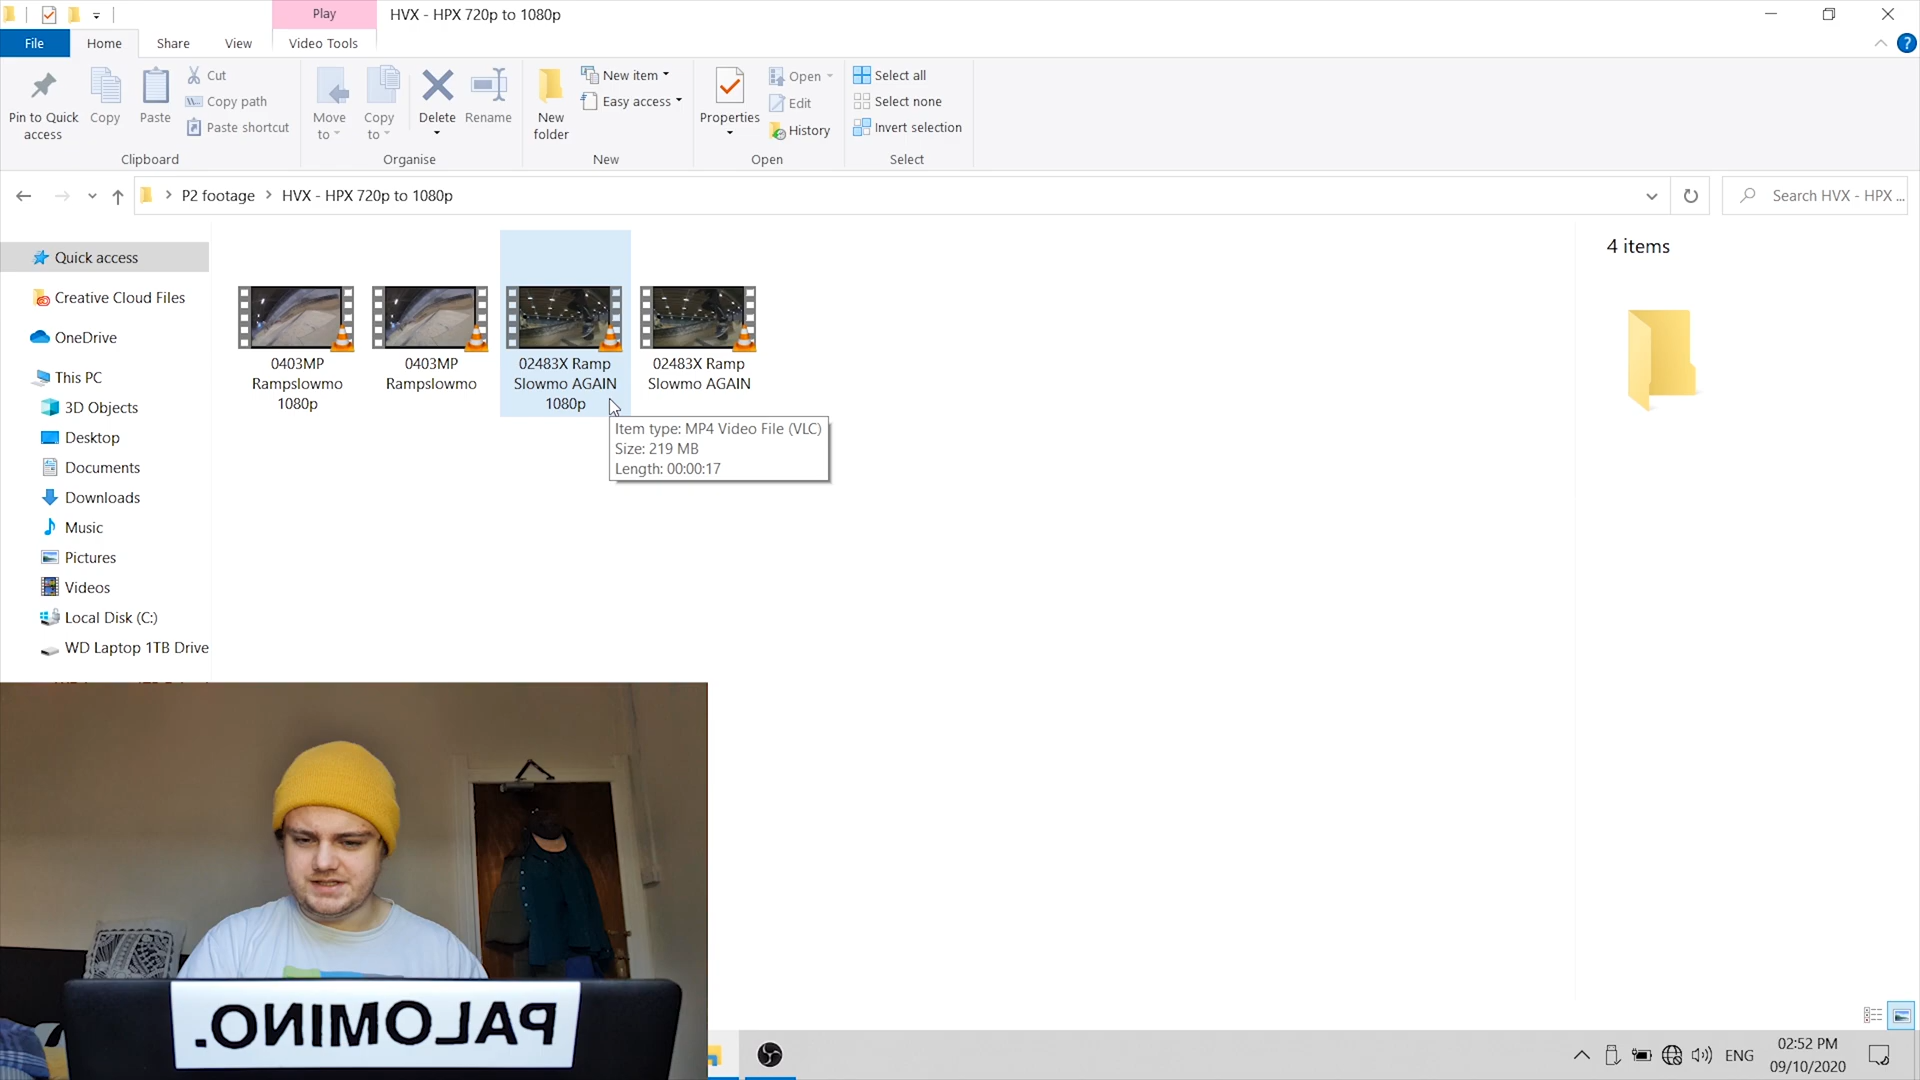 Play
HVX - HPX 720p to 1080p
File
Home
Share
View
Video Tools
Pin to Quick access
Copy
Paste
Cut
Copy path
Paste shortcut
Clipboard
Move to
Copy to
Delete
Rename
Organise
New folder
New item
Easy access
New
Properties
Open
Edit
History
Open
Select all
Select none
Invert selection
Select
P2 footage
HVX - HPX 720p to 1080p
Search HVX - HPX ...
Quick access
Creative Cloud Files
OneDrive
This PC
3D Objects
Desktop
Documents
Downloads
Music
Pictures
Videos
Local Disk (C:)
WD Laptop 1TB Drive
0403MP
Rampslowmo
1080p
0403MP
Rampslowmo
02483X Ramp
Slowmo AGAIN
1080p
02483X Ramp
Slowmo AGAIN
Item type: MP4 Video File (VLC)
Size: 219 MB
Length: 00:00:17
4 items
PALOMINO.
ENG
02:52 PM
09/10/2020